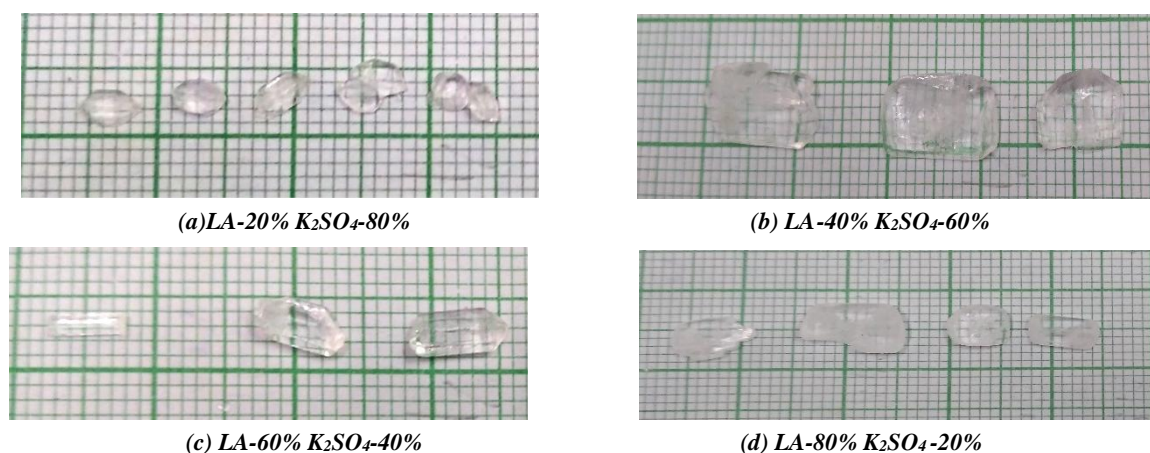 (a)LA-20% K₂SO₄-80%
(b) LA-40% K₂SO₄-60%
(c) LA-60% K₂SO₄-40%
(d) LA-80% K₂SO₄ -20%